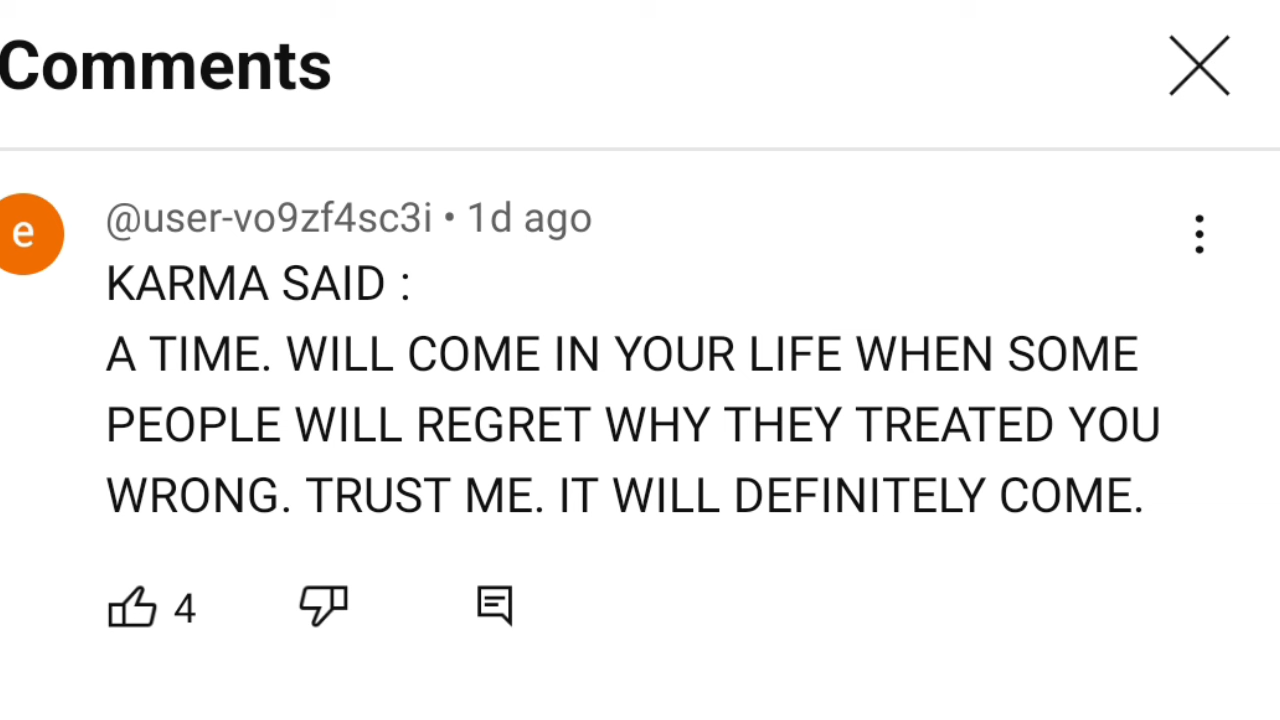 Comments
e
@user-vo9zf4sc3i • 1d ago
KARMA SAID :
A TIME. WILL COME IN YOUR LIFE WHEN SOME
PEOPLE WILL REGRET WHY THEY TREATED YOU
WRONG. TRUST ME. IT WILL DEFINITELY COME.
4